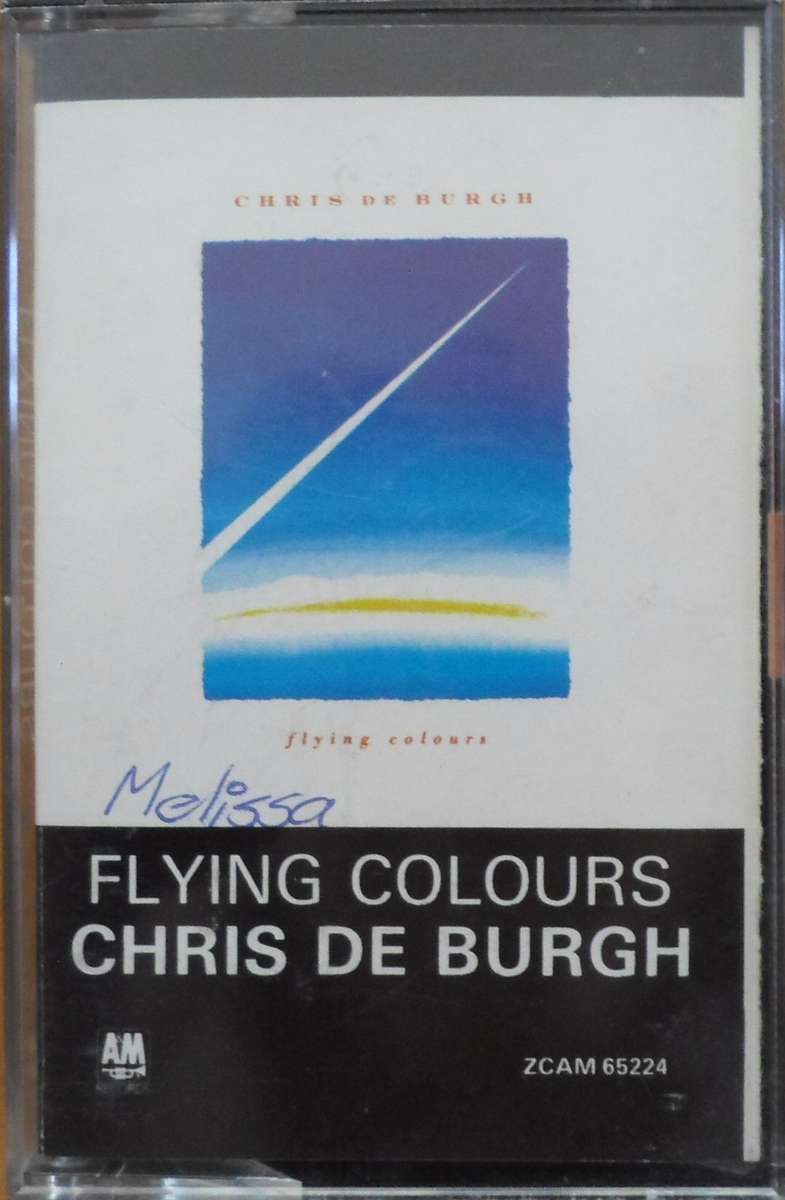 CHRIS DE BURGH
flying colours
Melissa
FLYING COLOURS
CHRIS DE BURGH
A&M
ZCAM 65224